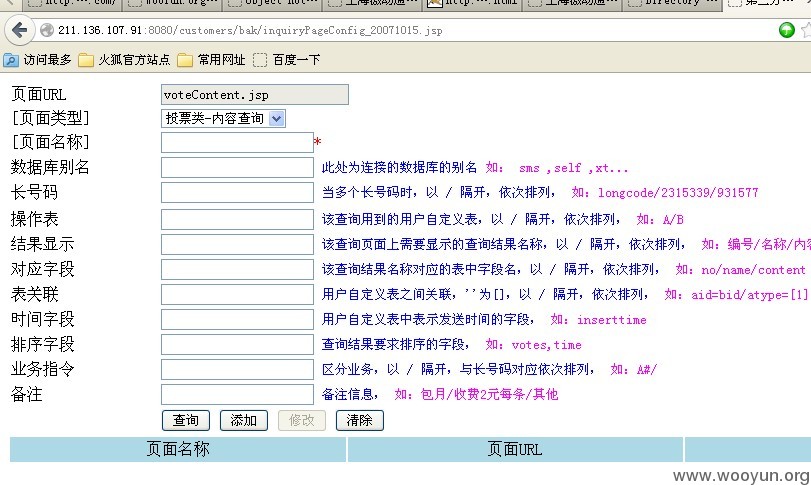 http:...com/ wooyun.org... Object not... 上海微动通... http:...html 上海微动通... Directory ... 第三方...
211.136.107.91:8080/customers/bak/inquiryPageConfig_20071015.jsp
访问最多 火狐官方站点 常用网址 百度一下
页面URL voteContent.jsp
[页面类型] 投票类-内容查询
[页面名称] *
数据库别名 此处为连接的数据库的别名 如: sms ,self ,xt...
长号码 当多个长号码时，以 / 隔开，依次排列， 如：longcode/2315339/931577
操作表 该查询用到的用户自定义表，以 / 隔开，依次排列， 如：A/B
结果显示 该查询页面上需要显示的查询结果名称，以 / 隔开，依次排列， 如：编号/名称/内容
对应字段 该查询结果名称对应的表中字段名，以 / 隔开，依次排列， 如：no/name/content
表关联 用户自定义表之间关联，''为[]，以 / 隔开，依次排列， 如：aid=bid/atype=[1]
时间字段 用户自定义表中表示发送时间的字段， 如：inserttime
排序字段 查询结果要求排序的字段， 如：votes,time
业务指令 区分业务，以 / 隔开，与长号码对应依次排列， 如：A#/
备注 备注信息， 如：包月/收费2元每条/其他
查询 添加 修改 清除
页面名称 页面URL
www.wooyun.org